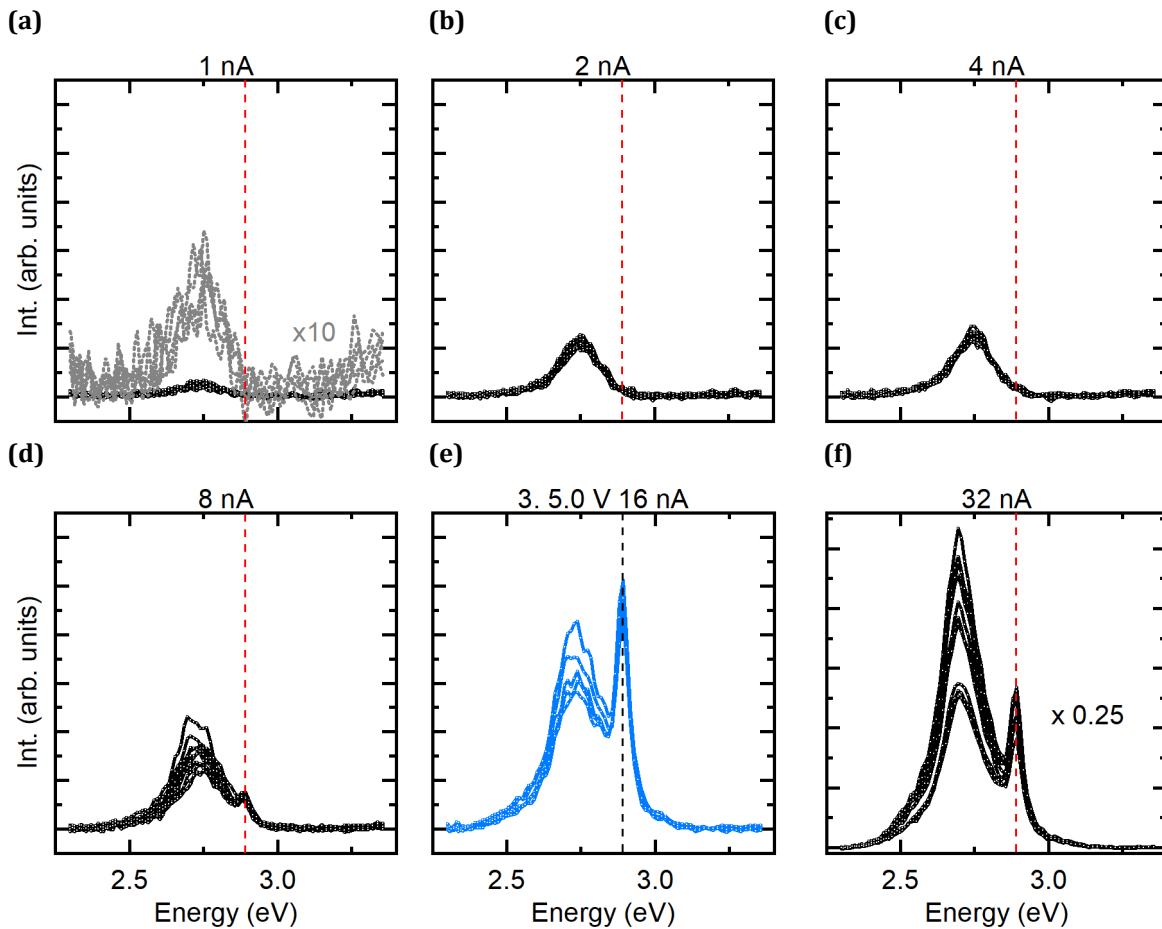 (a)
(b)
(c)
1 nA
2 nA
4 nA
Int. (arb. units)
x10
(d)
(e)
(f)
8 nA
3. 5.0 V 16 nA
32 nA
Int. (arb. units)
x 0.25
2.5 3.0
2.5 3.0
2.5 3.0
Energy (eV)
Energy (eV)
Energy (eV)